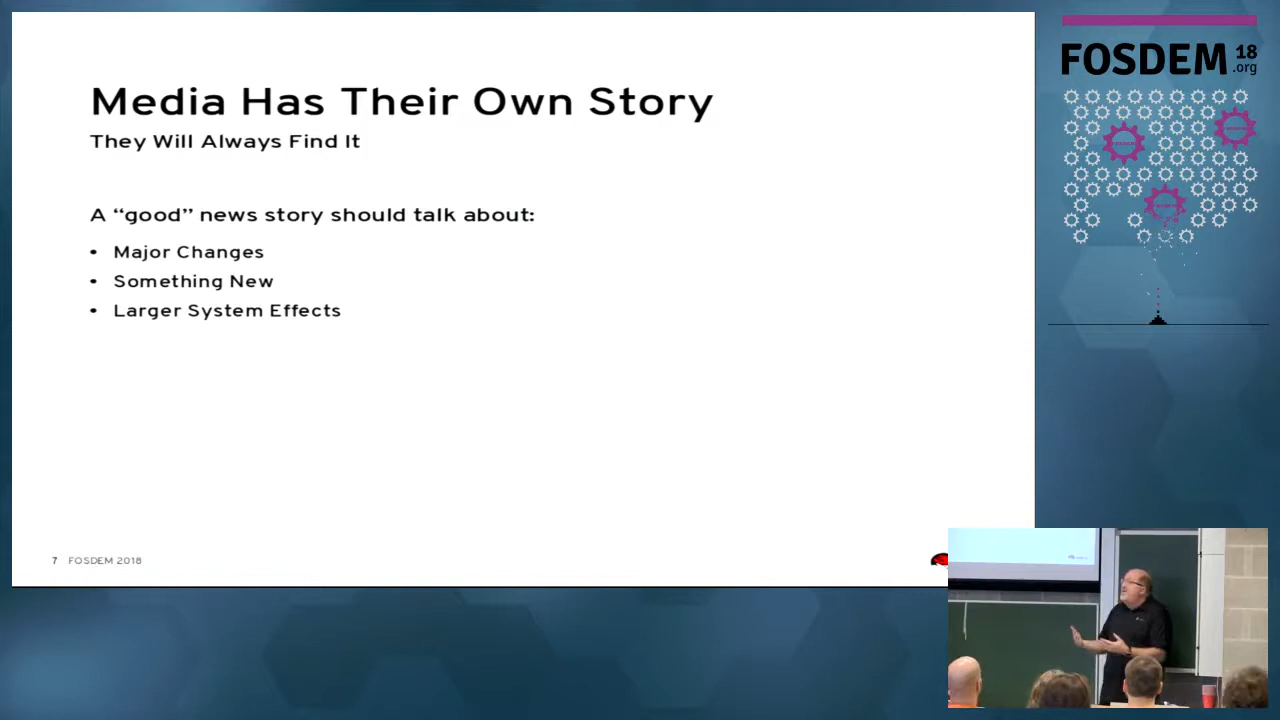 Media Has Their Own Story
They Will Always Find It
A “good” news story should talk about:
• Major Changes
• Something New
• Larger System Effects
7 FOSDEM 2018
FOSDEM 18
.org